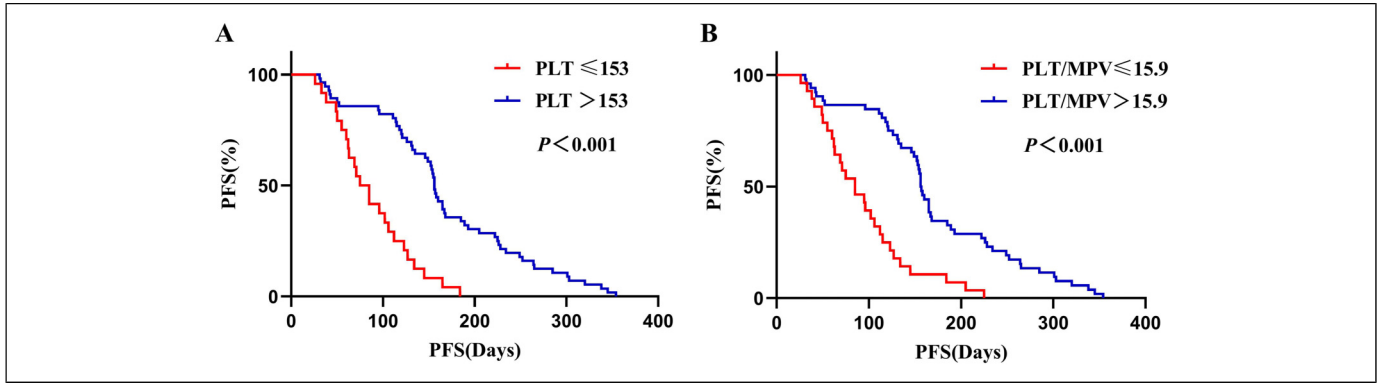 A
PLT ≤153
PLT >153
P<0.001
PFS(%)
100
50
0
0 100 200 300 400
PFS(Days)
B
PLT/MPV≤15.9
PLT/MPV>15.9
P<0.001
PFS(%)
100
50
0
0 100 200 300 400
PFS(Days)